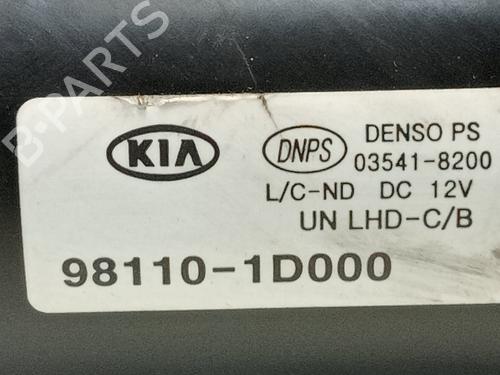 B-PARTS
KIA DNPS DENSO PS
03541-8200
L/C-ND DC 12V
UN LHD-C/B
98110-1D000